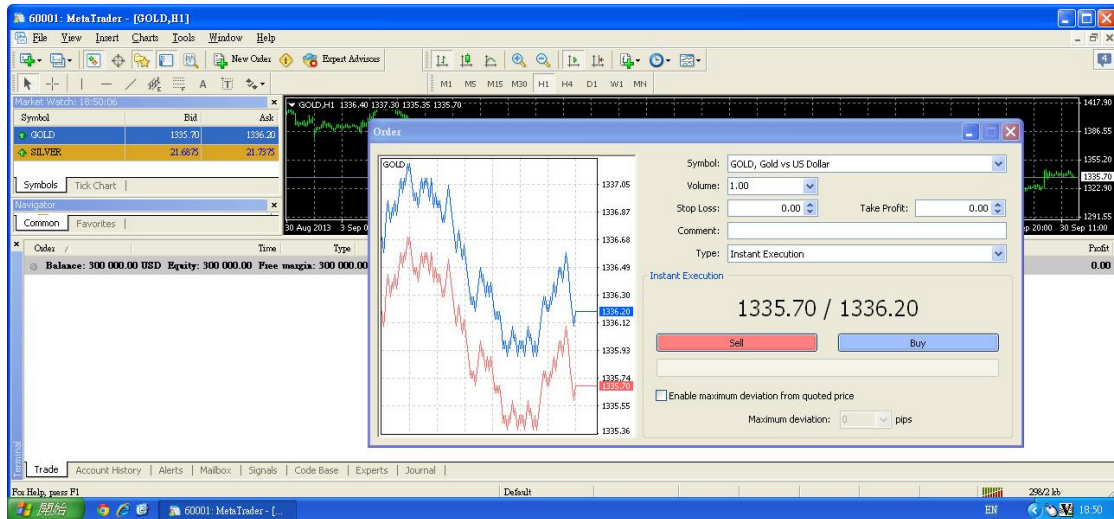 60001: MetaTrader - [GOLD,H1]
File View Insert Charts Tools Window Help
New Order Expert Advisors
4
A T
M1 M5 M15 M30 H1 H4 D1 W1 MN
Market Watch: 18:50:06
Symbol Bid Ask
GOLD 1335.70 1336.20
SILVER 21.6875 21.7375
Symbols Tick Chart
Navigator
Common Favorites
GOLD,H1 1336.40 1337.30 1335.35 1335.70
1417.90
1386.55
1355.20
1335.70
1322.90
1291.55
30 Aug 2013 3 Sep 0
ep 20:00 30 Sep 11:00
Order
GOLD
1337.05
1336.87
1336.68
1336.49
1336.30
1336.20
1336.12
1335.93
1335.74
1335.70
1335.55
1335.36
Symbol: GOLD, Gold vs US Dollar
Volume: 1.00
Stop Loss: 0.00 Take Profit: 0.00
Comment:
Type: Instant Execution
Instant Execution
1335.70 / 1336.20
Sell Buy
Enable maximum deviation from quoted price
Maximum deviation: 0 pips
Order / Time Type Profit
Balance: 300 000.00 USD Equity: 300 000.00 Free margin: 300 000.00 0.00
Terminal
Trade Account History Alerts Mailbox Signals Code Base Experts Journal
For Help, press F1 Default 298/2 kb
開始 60001: MetaTrader - [... EN 18:50